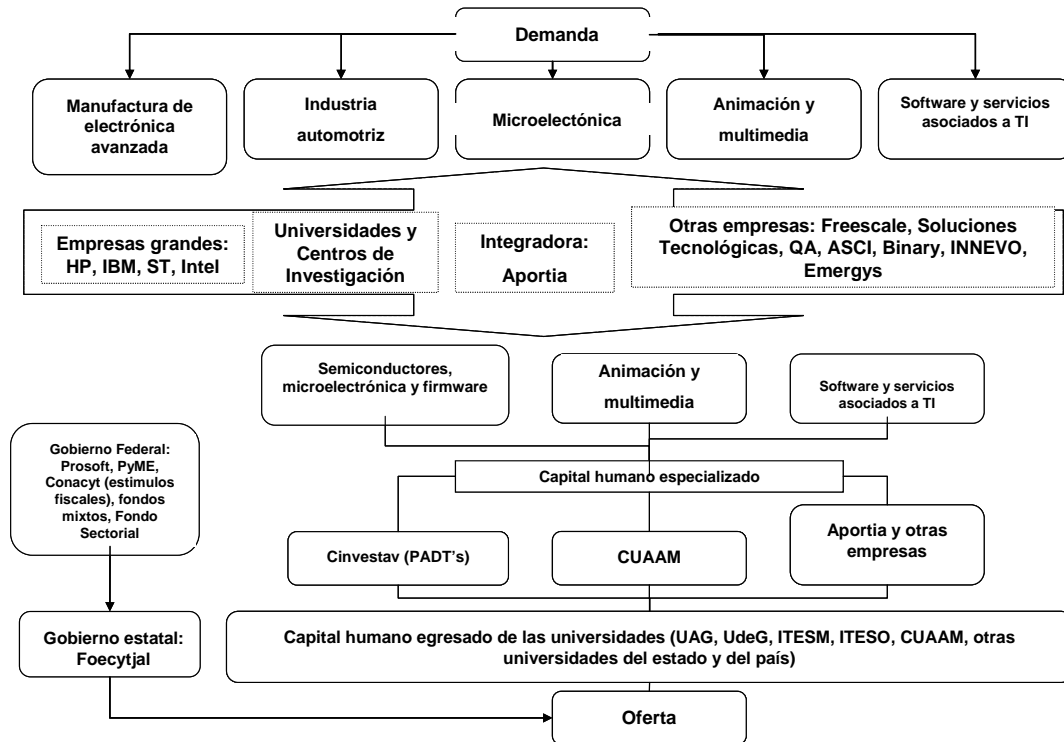 Demanda
Manufactura de
electrónica
avanzada
Industria
automotriz
Microelectónica
Animación y
multimedia
Software y servicios
asociados a TI
Empresas grandes:
HP, IBM, ST, Intel
Universidades y
Centros de
Investigación
Integradora:
Aportia
Otras empresas: Freescale, Soluciones
Tecnológicas, QA, ASCI, Binary, INNEVO,
Emergys
Semiconductores,
microelectrónica y firmware
Animación y
multimedia
Software y servicios
asociados a TI
Gobierno Federal:
Prosoft, PyME,
Conacyt (estímulos
fiscales), fondos
mixtos, Fondo
Sectorial
Capital humano especializado
Cinvestav (PADT's)
CUAAM
Aportia y otras
empresas
Gobierno estatal:
Foecytjal
Capital humano egresado de las universidades (UAG, UdeG, ITESM, ITESO, CUAAM, otras
universidades del estado y del país)
Oferta